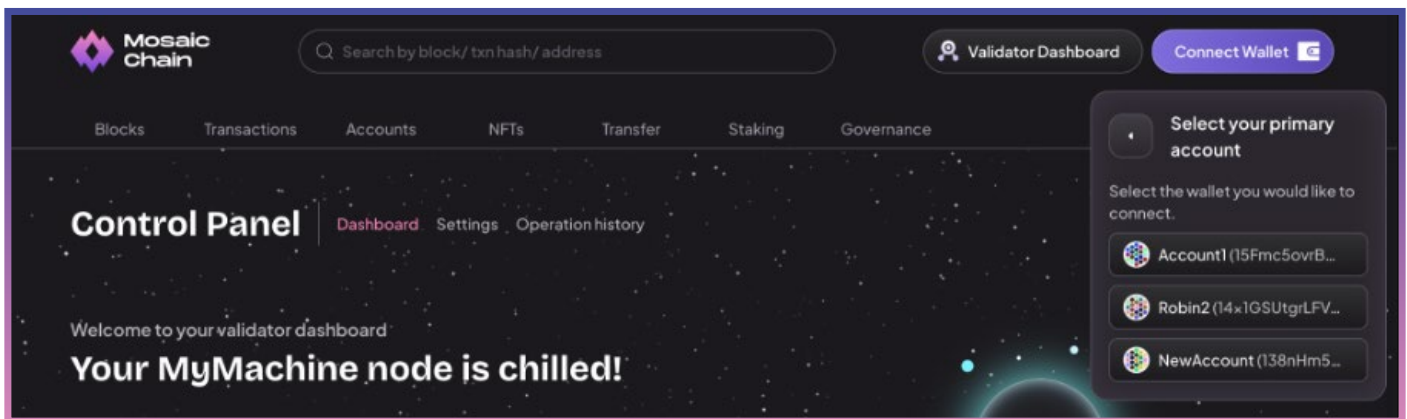 Mosaic
Chain
Search by block/ txn hash/ address
Validator Dashboard
Connect Wallet
Blocks
Transactions
Accounts
NFTs
Transfer
Staking
Governance
Select your primary
account
Select the wallet you would like to
connect.
Account1 (15Fmc5ovrB...
Robin2 (14x1GSUtgrLFV...
NewAccount (138nHm5...
Control Panel
Dashboard
Settings
Operation history
Welcome to your validator dashboard
Your MyMachine node is chilled!